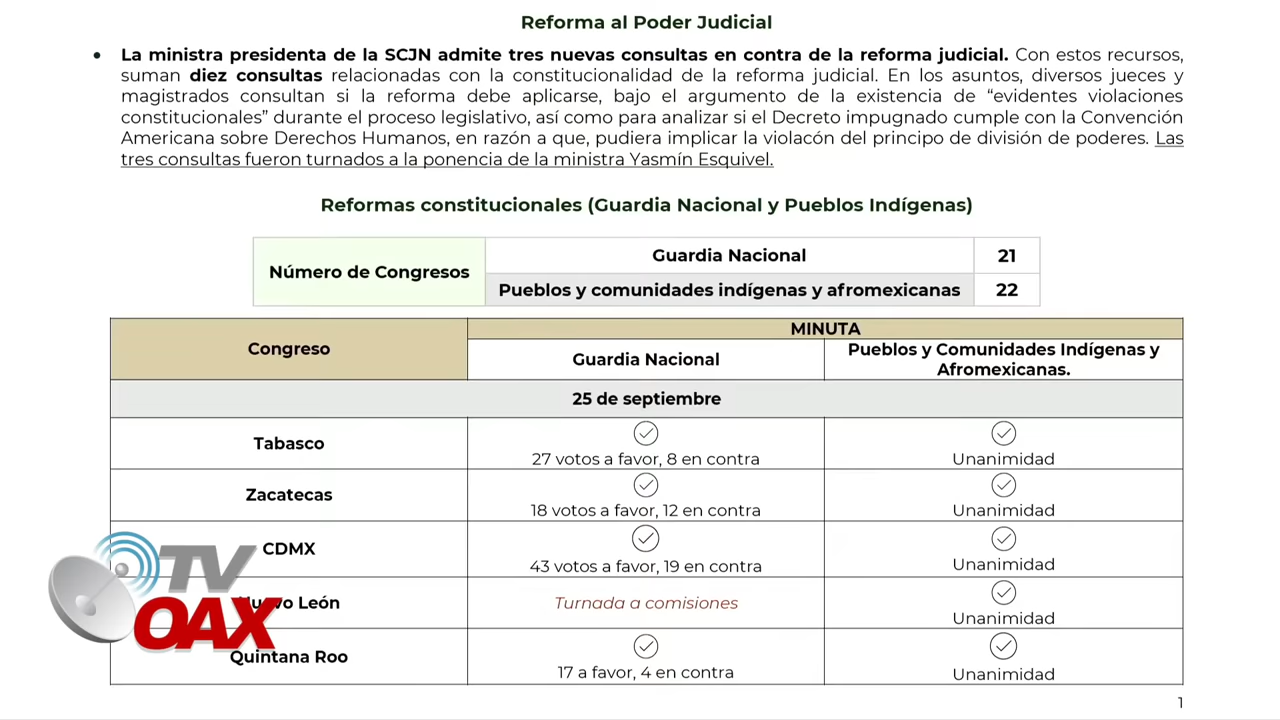 Reforma al Poder Judicial
• La ministra presidenta de la SCJN admite tres nuevas consultas en contra de la reforma judicial. Con estos recursos,
suman diez consultas relacionadas con la constitucionalidad de la reforma judicial. En los asuntos, diversos jueces y
magistrados consultan si la reforma debe aplicarse, bajo el argumento de la existencia de “evidentes violaciones
constitucionales” durante el proceso legislativo, así como para analizar si el Decreto impugnado cumple con la Convención
Americana sobre Derechos Humanos, en razón a que, pudiera implicar la violacón del principo de división de poderes. Las
tres consultas fueron turnados a la ponencia de la ministra Yasmín Esquivel.
Reformas constitucionales (Guardia Nacional y Pueblos Indígenas)
Número de Congresos
Guardia Nacional 21
Pueblos y comunidades indígenas y afromexicanas 22
Congreso
MINUTA
Guardia Nacional
Pueblos y Comunidades Indígenas y
Afromexicanas.
25 de septiembre
Tabasco
27 votos a favor, 8 en contra
Unanimidad
Zacatecas
18 votos a favor, 12 en contra
Unanimidad
CDMX
43 votos a favor, 19 en contra
Unanimidad
Nuevo León
Turnada a comisiones
Unanimidad
Quintana Roo
17 a favor, 4 en contra
Unanimidad
TV
OAX
1